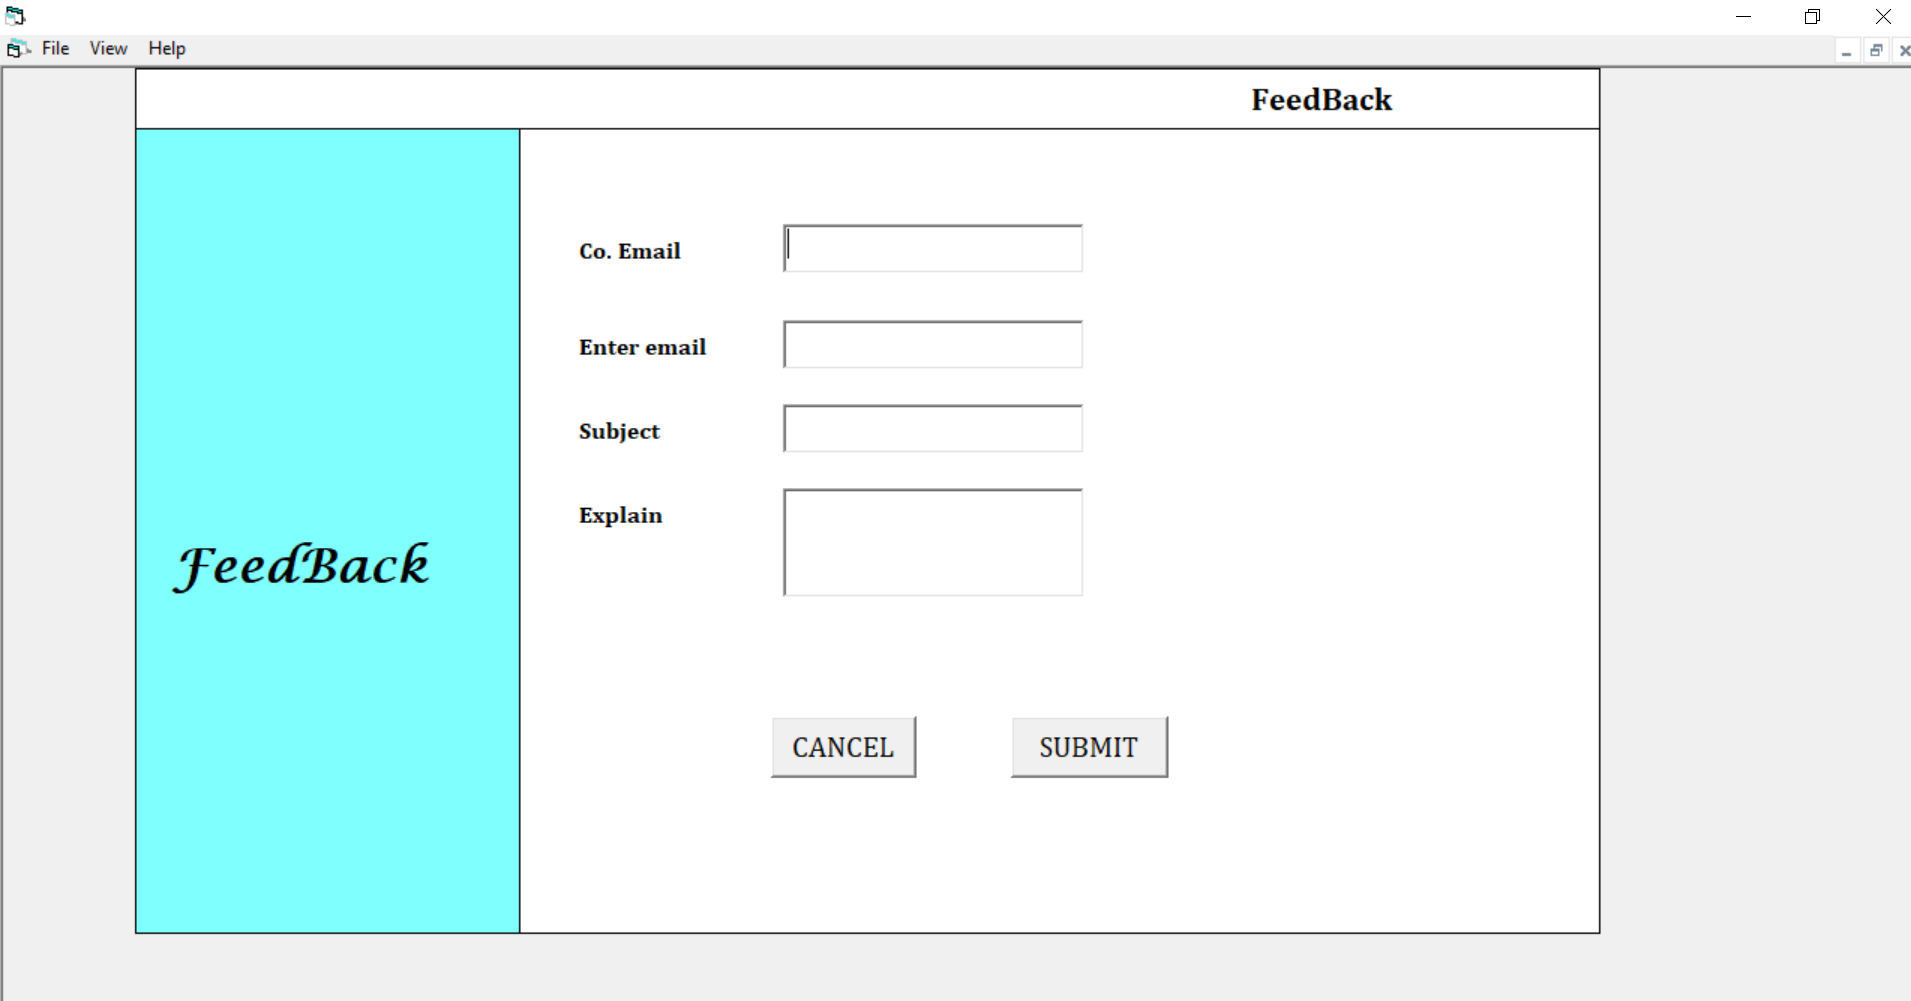 File View Help
FeedBack
Co. Email
Enter email
Subject
Explain
FeedBack
CANCEL SUBMIT